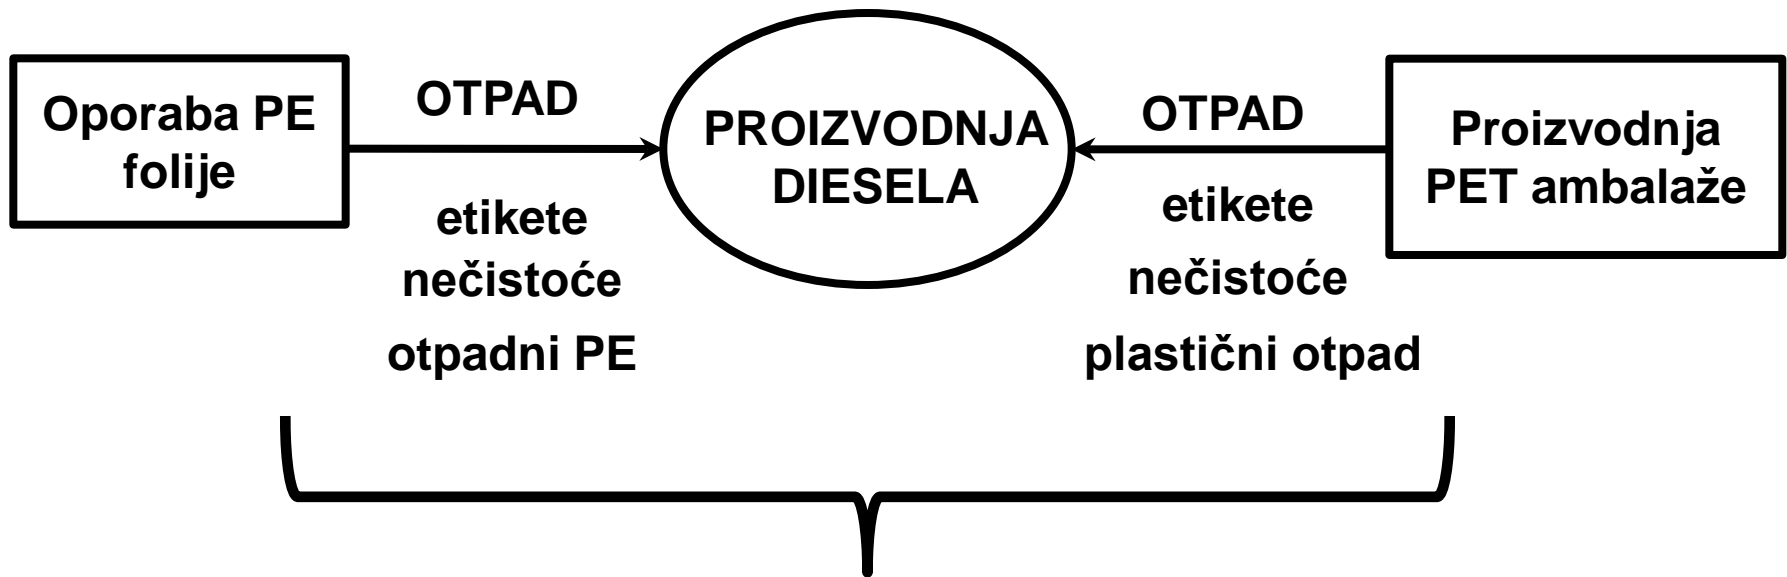 Oporaba PE
folije
OTPAD
etikete
nečistoće
otpadni PE
PROIZVODNJA
DIESELA
OTPAD
etikete
nečistoće
plastični otpad
Proizvodnja
PET ambalaže